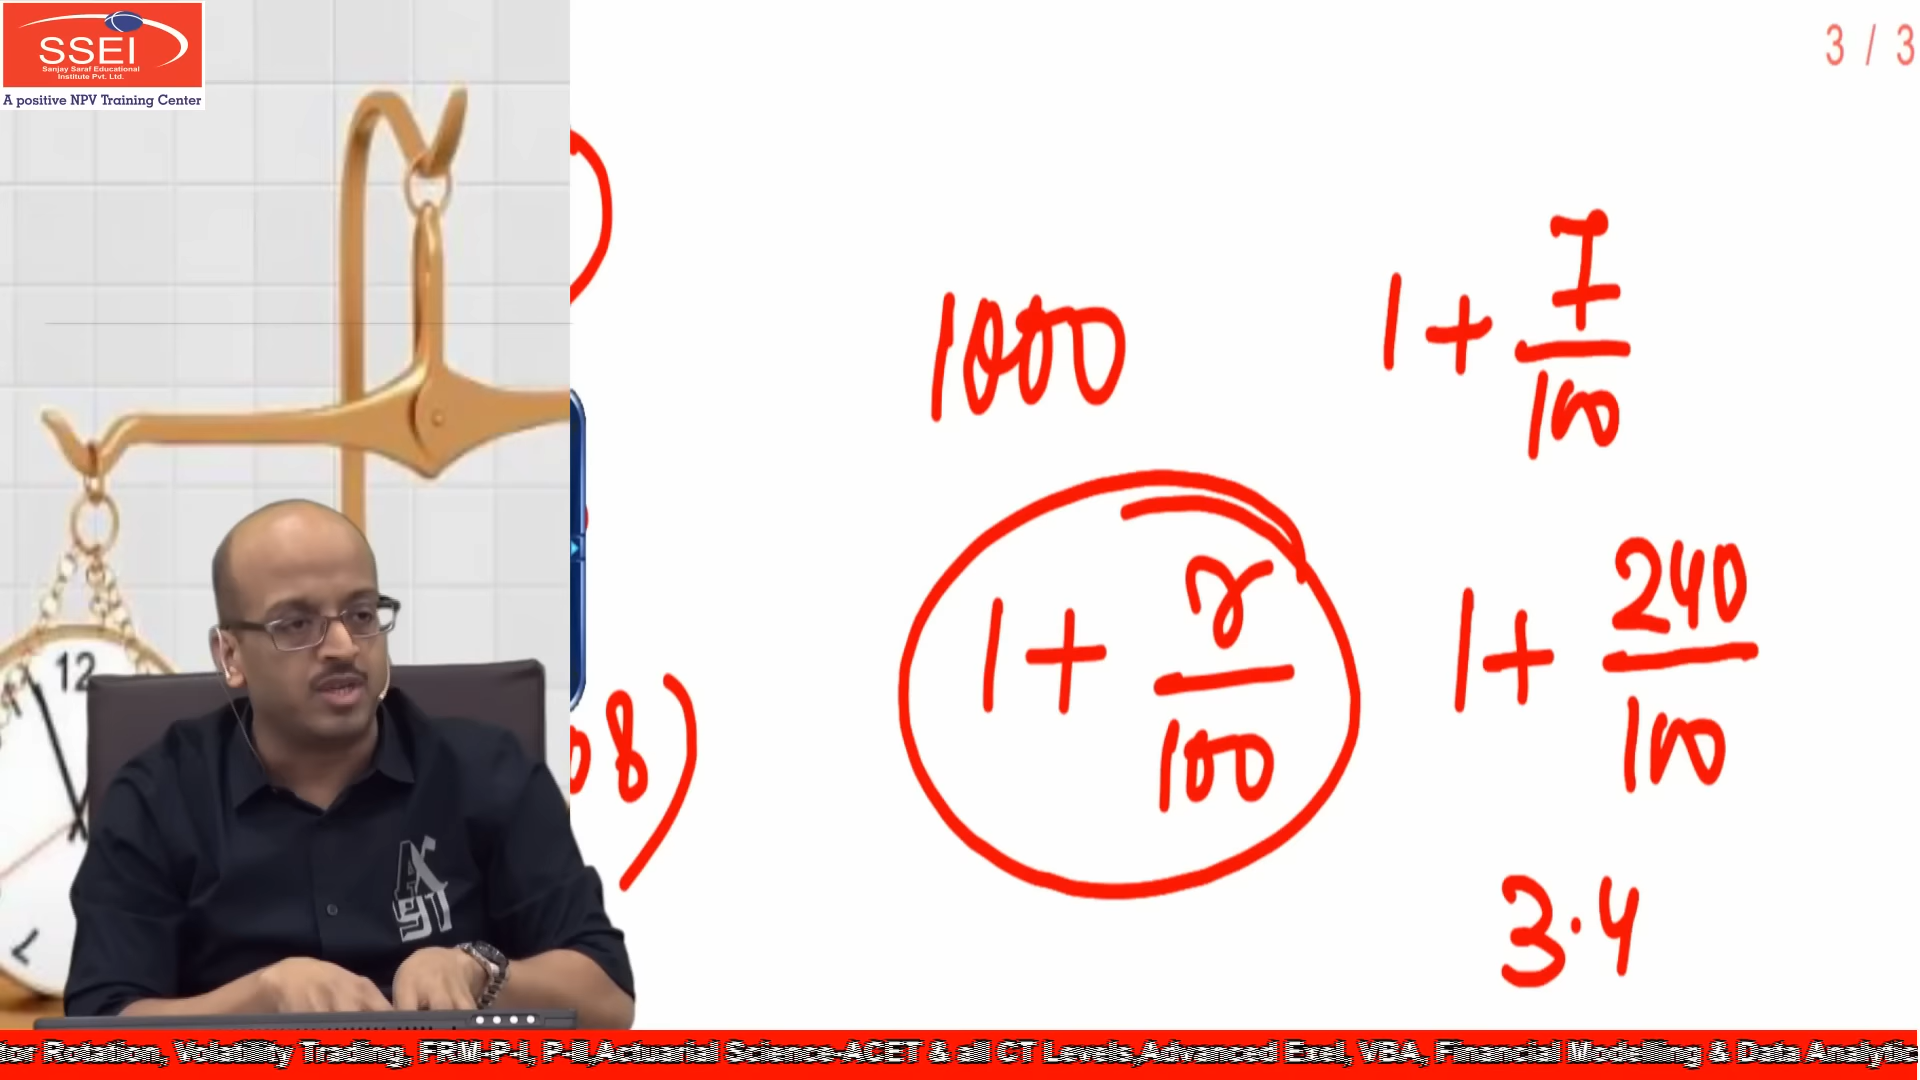 SSEI
Sanjay Saraf Educational
Institute Pvt. Ltd.
A positive NPV Training Center
3 / 3
12
1000
1 + 7/100
1 + r/100
1 + 240/100
08)
3.4
tor Rotation, Volatility Trading, FRM-P-I, P-II,Actuarial Science-ACET & all CT Levels,Advanced Exel, VBA, Financial Modelling & Data Analytic